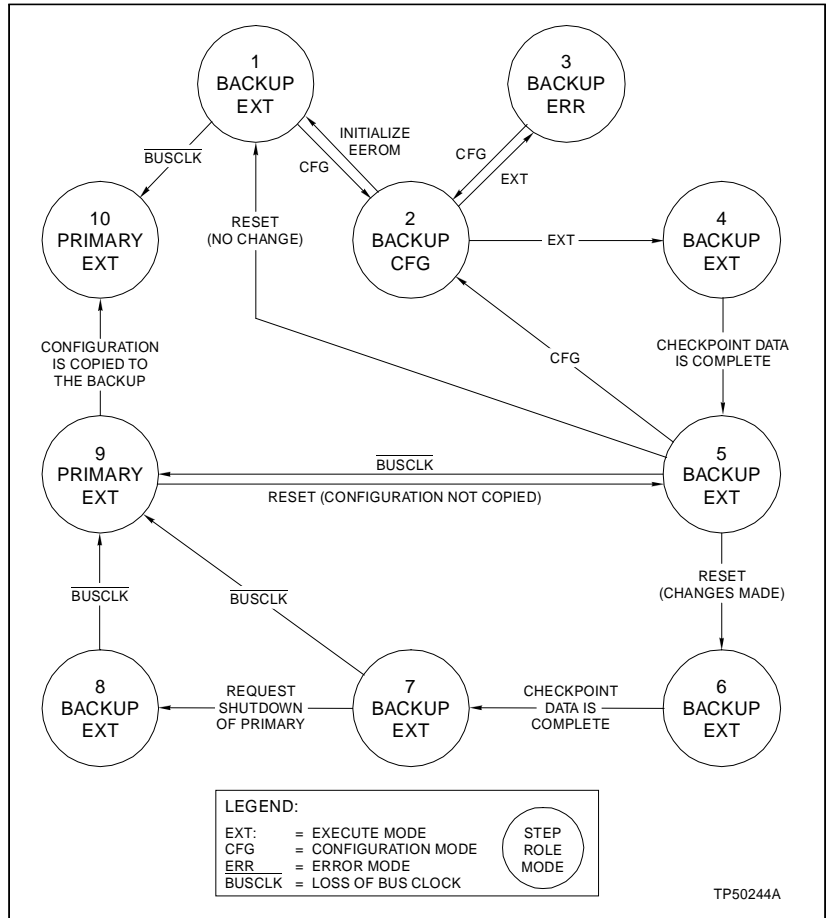 1
BACKUP
EXT
3
BACKUP
ERR
INITIALIZE
EEROM
BUSCLK
CFG
CFG
EXT
RESET
(NO CHANGE)
10
PRIMARY
EXT
2
BACKUP
CFG
EXT
4
BACKUP
EXT
CONFIGURATION
IS COPIED TO
THE BACKUP
CFG
CHECKPOINT DATA
IS COMPLETE
9
PRIMARY
EXT
BUSCLK
RESET (CONFIGURATION NOT COPIED)
5
BACKUP
EXT
BUSCLK
BUSCLK
RESET
(CHANGES MADE)
8
BACKUP
EXT
REQUEST
SHUTDOWN
OF PRIMARY
7
BACKUP
EXT
CHECKPOINT
DATA IS
COMPLETE
6
BACKUP
EXT
LEGEND:
EXT: = EXECUTE MODE
CFG = CONFIGURATION MODE
ERR = ERROR MODE
BUSCLK = LOSS OF BUS CLOCK
STEP
ROLE
MODE
TP50244A